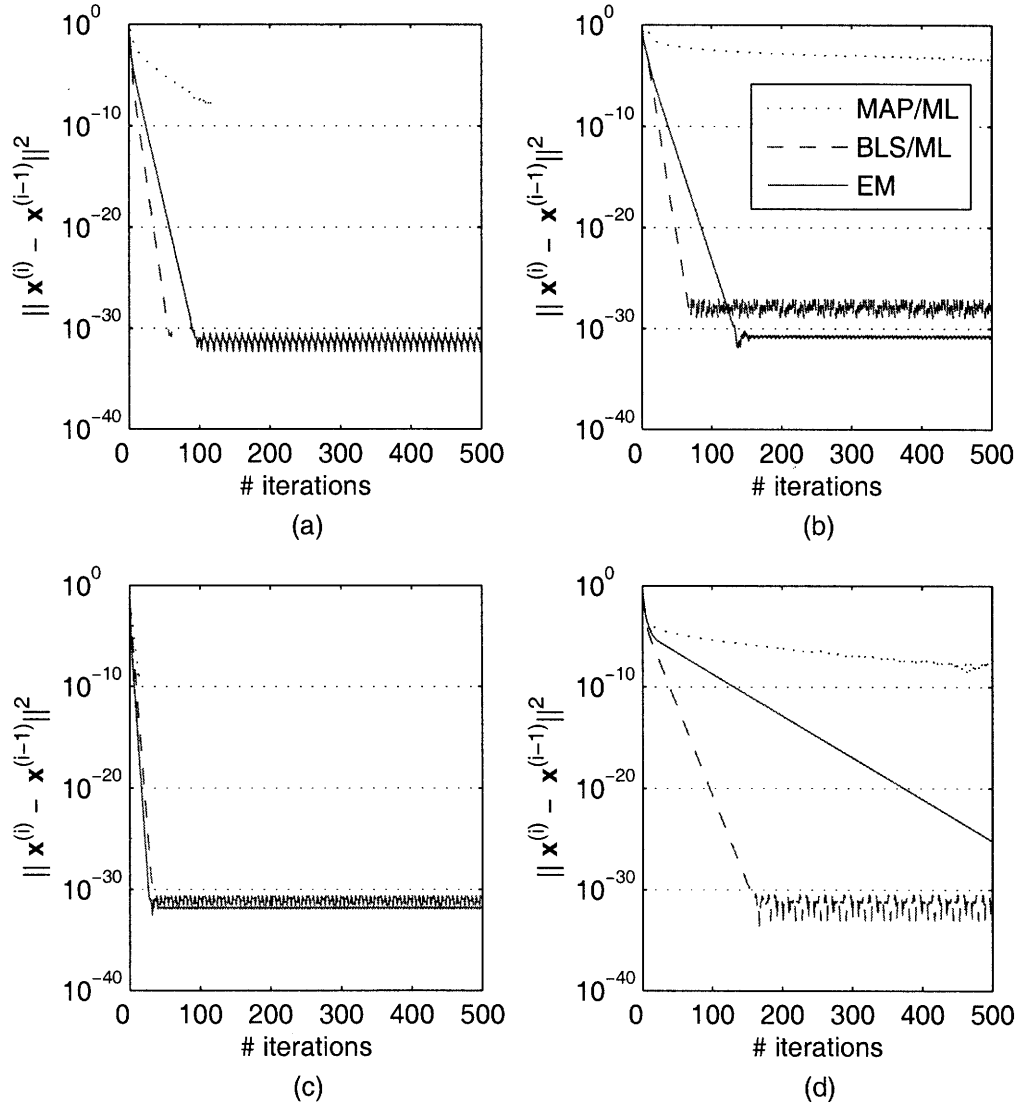 10^0
10^-10
10^-20
10^-30
10^-40
|| x^(i) - x^(i-1) ||^2
0 100 200 300 400 500
# iterations
(a)
10^0
10^-10
10^-20
10^-30
10^-40
|| x^(i) - x^(i-1) ||^2
MAP/ML
BLS/ML
EM
0 100 200 300 400 500
# iterations
(b)
10^0
10^-10
10^-20
10^-30
10^-40
|| x^(i) - x^(i-1) ||^2
0 100 200 300 400 500
# iterations
(c)
10^0
10^-10
10^-20
10^-30
10^-40
|| x^(i) - x^(i-1) ||^2
0 100 200 300 400 500
# iterations
(d)